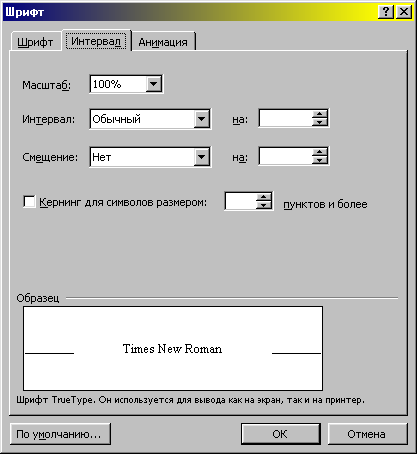 Шрифт
Шрифт Интервал Анимация
Масштаб: 100%
Интервал: Обычный на:
Смещение: Нет на:
Кернинг для символов размером: пунктов и более
Образец
Times New Roman
Шрифт TrueType. Он используется для вывода как на экран, так и на принтер.
По умолчанию... ОК Отмена